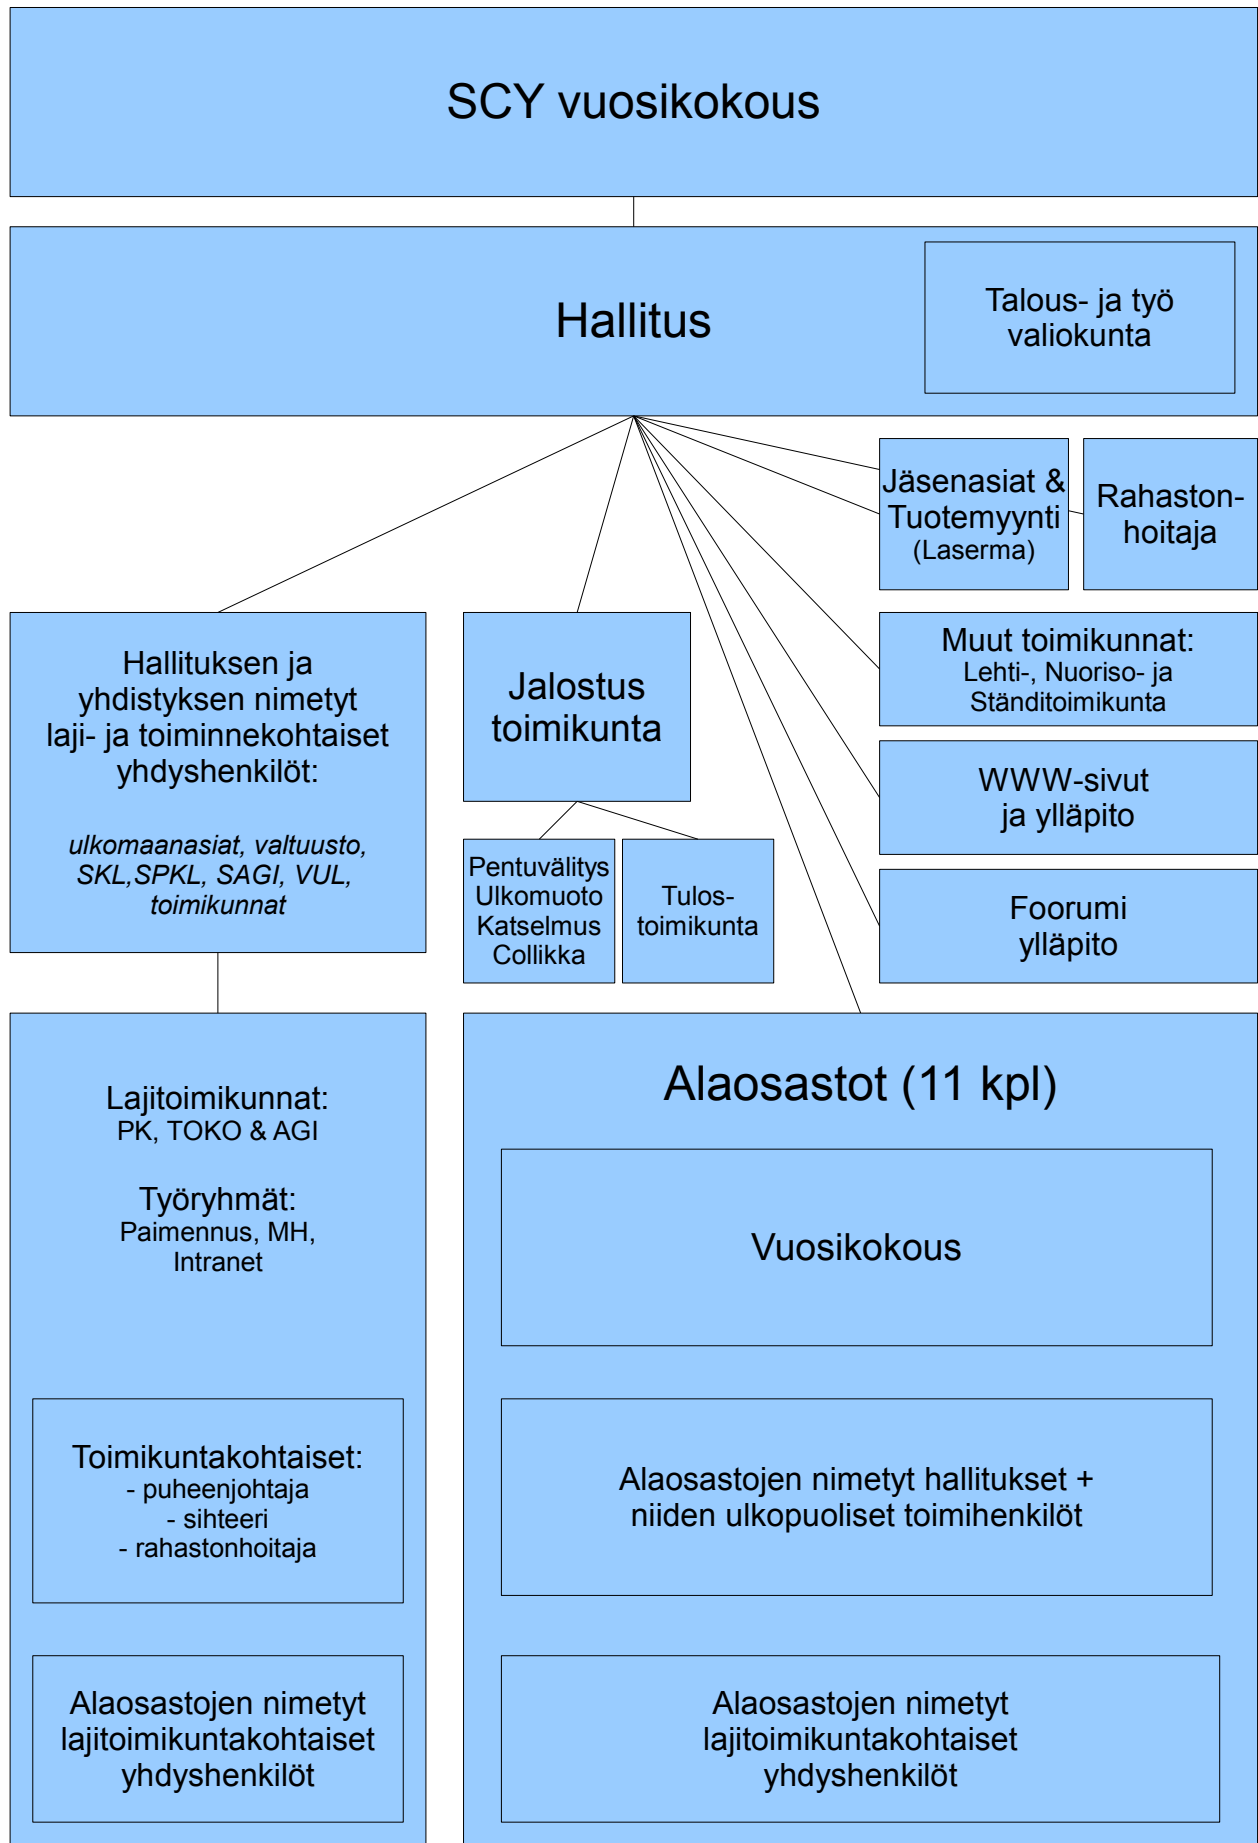 SCY vuosikokous
Hallitus
Talous- ja työ
valiokunta
Jäsenasiat &
Tuotemyynti
(Laserma)
Rahaston-
hoitaja
Hallituksen ja
yhdistyksen nimetyt
laji- ja toiminnekohtaiset
yhdyshenkilöt:
ulkomaanasiat, valtuusto,
SKL,SPKL, SAGI, VUL,
toimikunnat
Jalostus
toimikunta
Muut toimikunnat:
Lehti-, Nuoriso- ja
Ständitoimikunta
WWW-sivut
ja ylläpito
Pentuvälitys
Ulkomuoto
Katselmus
Collikka
Tulos-
toimikunta
Foorumi
ylläpito
Lajitoimikunnat:
PK, TOKO & AGI
Työryhmät:
Paimennus, MH,
Intranet
Toimikuntakohtaiset:
- puheenjohtaja
- sihteeri
- rahastonhoitaja
Alaosastojen nimetyt
lajitoimikuntakohtaiset
yhdyshenkilöt
Alaosastot (11 kpl)
Vuosikokous
Alaosastojen nimetyt hallitukset +
niiden ulkopuoliset toimihenkilöt
Alaosastojen nimetyt
lajitoimikuntakohtaiset
yhdyshenkilöt